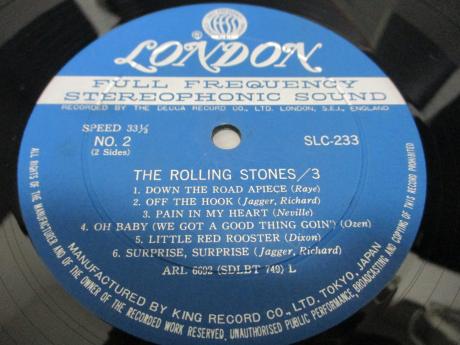 LONDON
FULL FREQUENCY
STEREOPHONIC SOUND
RECORDED BY THE DECCA RECORD CO., LTD. LONDON, S.E.1, ENGLAND
SPEED 33⅓
NO. 2
(2 Sides)
SLC-233
THE ROLLING STONES/3
1. DOWN THE ROAD APIECE (Raye)
2. OFF THE HOOK (Jagger, Richard)
3. PAIN IN MY HEART (Neville)
4. OH BABY (WE GOT A GOOD THING GOIN') (Ozen)
5. LITTLE RED ROOSTER (Dixon)
6. SURPRISE, SURPRISE (Jagger, Richard)
ARL 6692 (SDLBT 749) L
MANUFACTURED BY KING RECORD CO., LTD. TOKYO, JAPAN
ALL RIGHTS OF THE MANUFACTURER AND OF THE OWNER OF THE RECORDED WORK RESERVED. UNAUTHORISED PUBLIC PERFORMANCE, BROADCASTING AND COPYING OF THIS RECORD PROHIBITED